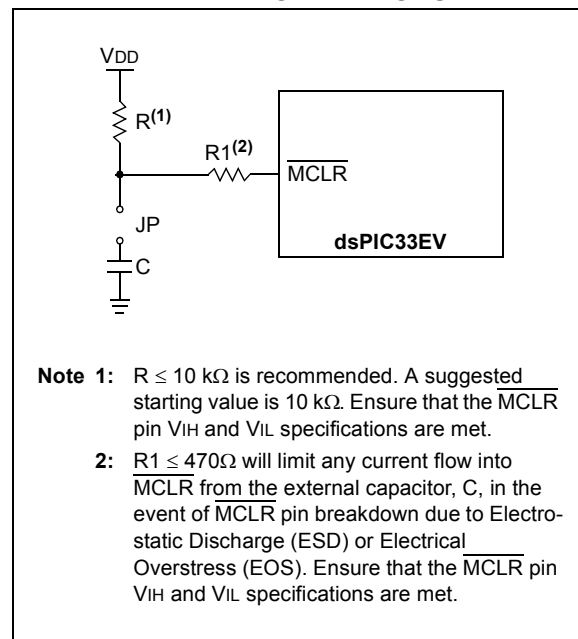 VDD
R(1)
R1(2)
MCLR
JP
dsPIC33EV
C
Note 1: R ≤ 10 kΩ is recommended. A suggested
starting value is 10 kΩ. Ensure that the MCLR
pin VIH and VIL specifications are met.
2: R1 ≤ 470Ω will limit any current flow into
MCLR from the external capacitor, C, in the
event of MCLR pin breakdown due to Electro-
static Discharge (ESD) or Electrical
Overstress (EOS). Ensure that the MCLR pin
VIH and VIL specifications are met.